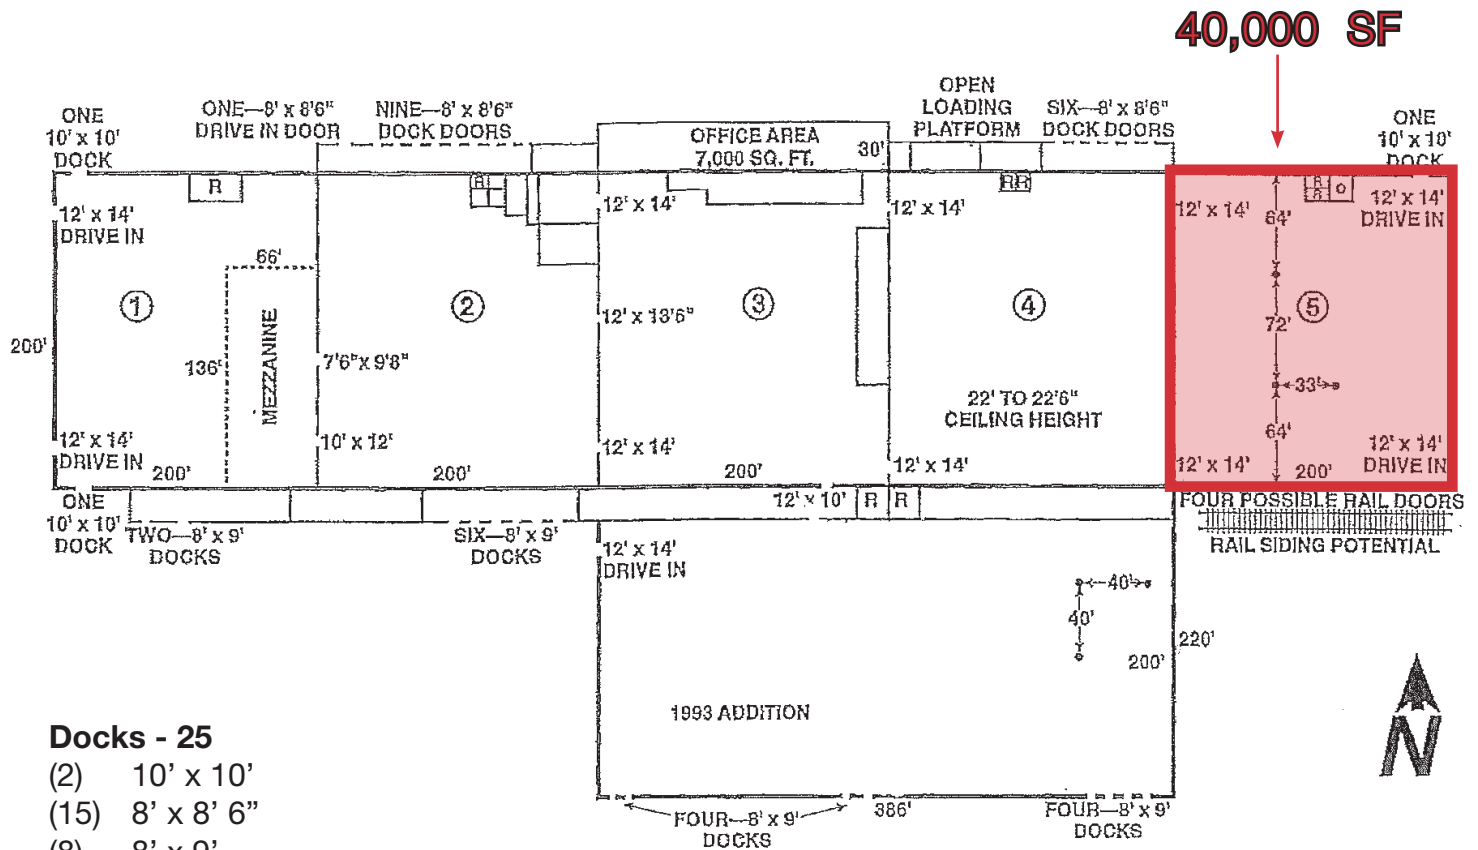 40,000 SF
ONE
10' x 10'
DOCK
ONE—8' x 8'6"
DRIVE IN DOOR
NINE—8' x 8'6"
DOCK DOORS
OFFICE AREA
7,000 SQ. FT.
30'
OPEN
LOADING
PLATFORM
SIX—8' x 8'6"
DOCK DOORS
ONE
10' x 10'
DOCK
R
R
RR
R
R
O
12' x 14'
DRIVE IN
12' x 14'
12' x 14'
12' x 14'
64'
12' x 14'
DRIVE IN
66'
1
2
3
4
5
200'
136'
MEZZANINE
7'6" x 9'8"
12' x 13'6"
72'
33'
22' TO 22'6"
CEILING HEIGHT
64'
12' x 14'
DRIVE IN
10' x 12'
12' x 14'
12' x 14'
12' x 14'
12' x 14'
DRIVE IN
200'
200'
200'
200'
ONE
10' x 10'
DOCK
TWO—8' x 9'
DOCKS
SIX—8' x 9'
DOCKS
12' x 10'
R
R
FOUR POSSIBLE RAIL DOORS
RAIL SIDING POTENTIAL
12' x 14'
DRIVE IN
40'
40'
200'
220'
1993 ADDITION
N
FOUR—8' x 9'
DOCKS
386'
FOUR—8' x 9'
DOCKS
Docks - 25
(2) 10’ x 10’
(15) 8’ x 8’ 6”
(8) 8’ x 9’